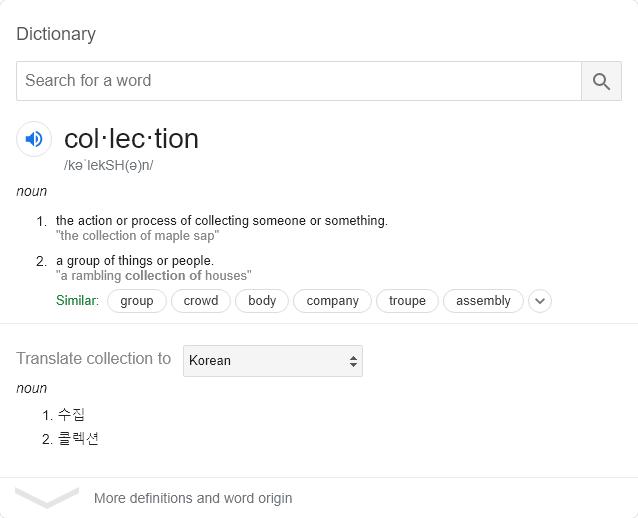 Dictionary
Search for a word
col·lec·tion
/kəˈlekSH(ə)n/
noun
1. the action or process of collecting someone or something.
"the collection of maple sap"
2. a group of things or people.
"a rambling collection of houses"
Similar: group crowd body company troupe assembly
Translate collection to Korean
noun
1. 수집
2. 콜렉션
More definitions and word origin